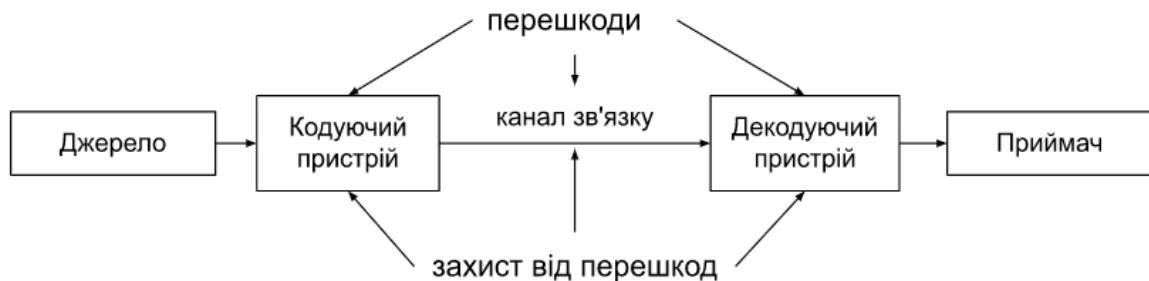 перешкоди
канал зв'язку
Джерело
Кодуючий
пристрій
Декодуючий
пристрій
Приймач
захист від перешкод